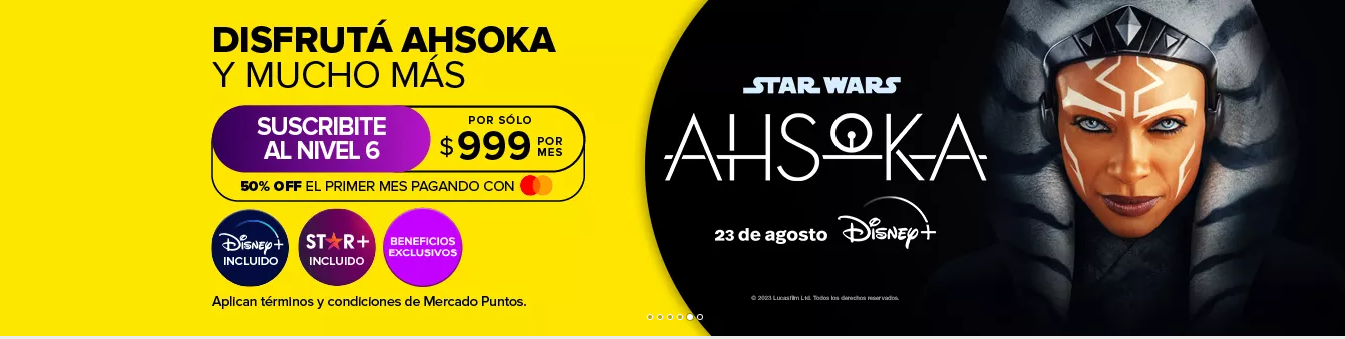 DISFRUTÁ AHSOKA
Y MUCHO MÁS
SUSCRIBITE
AL NIVEL 6
POR SÓLO
$ 999 POR MES
50% OFF EL PRIMER MES PAGANDO CON
Disney+
INCLUIDO
STAR+
INCLUIDO
BENEFICIOS
EXCLUSIVOS
Aplican términos y condiciones de Mercado Puntos.
STAR WARS
AHSOKA
23 de agosto Disney+
© 2023 Lucasfilm Ltd. Todos los derechos reservados.